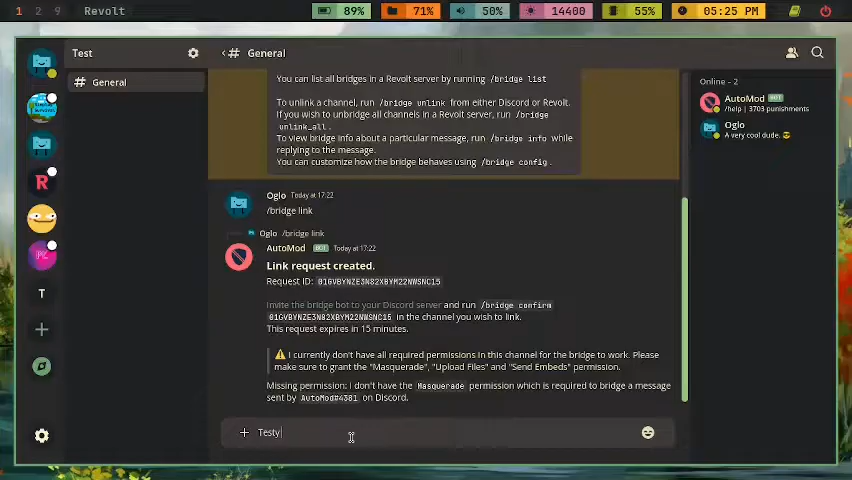 1 2 9 Revolt 89% 71% 50% 14400 55% 05:25 PM
Test
# General
# General
You can list all bridges in a Revolt server by running /bridge list
To unlink a channel, run /bridge unlink from either Discord or Revolt.
If you wish to unbridge all channels in a Revolt server, run /bridge
unlink_all.
To view bridge info about a particular message, run /bridge info while
replying to the message.
You can customize how the bridge behaves using /bridge config.
Oglo Today at 17:22
/bridge link
Oglo /bridge link
AutoMod BOT Today at 17:22
Link request created.
Request ID: 01GVBYNZE3N82XBYM22NWSNC15
Invite the bridge bot to your Discord server and run /bridge confirm
01GVBYNZE3N82XBYM22NWSNC15 in the channel you wish to link.
This request expires in 15 minutes.
⚠ I currently don't have all required permissions in this channel for the bridge to work. Please
make sure to grant the "Masquerade", "Upload Files" and "Send Embeds" permission.
Missing permission: I don't have the Masquerade permission which is required to bridge a message
sent by AutoMod#4381 on Discord.
Testy
R
PC
T
Online - 2
AutoMod BOT
/help | 3703 punishments
Oglo
A very cool dude. 😎